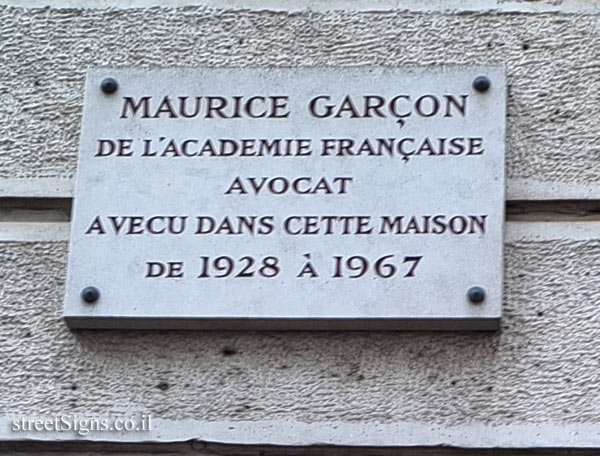 MAURICE GARÇON
DE L'ACADEMIE FRANÇAISE
AVOCAT
A VECU DANS CETTE MAISON
DE 1928 À 1967
streetSigns.co.il